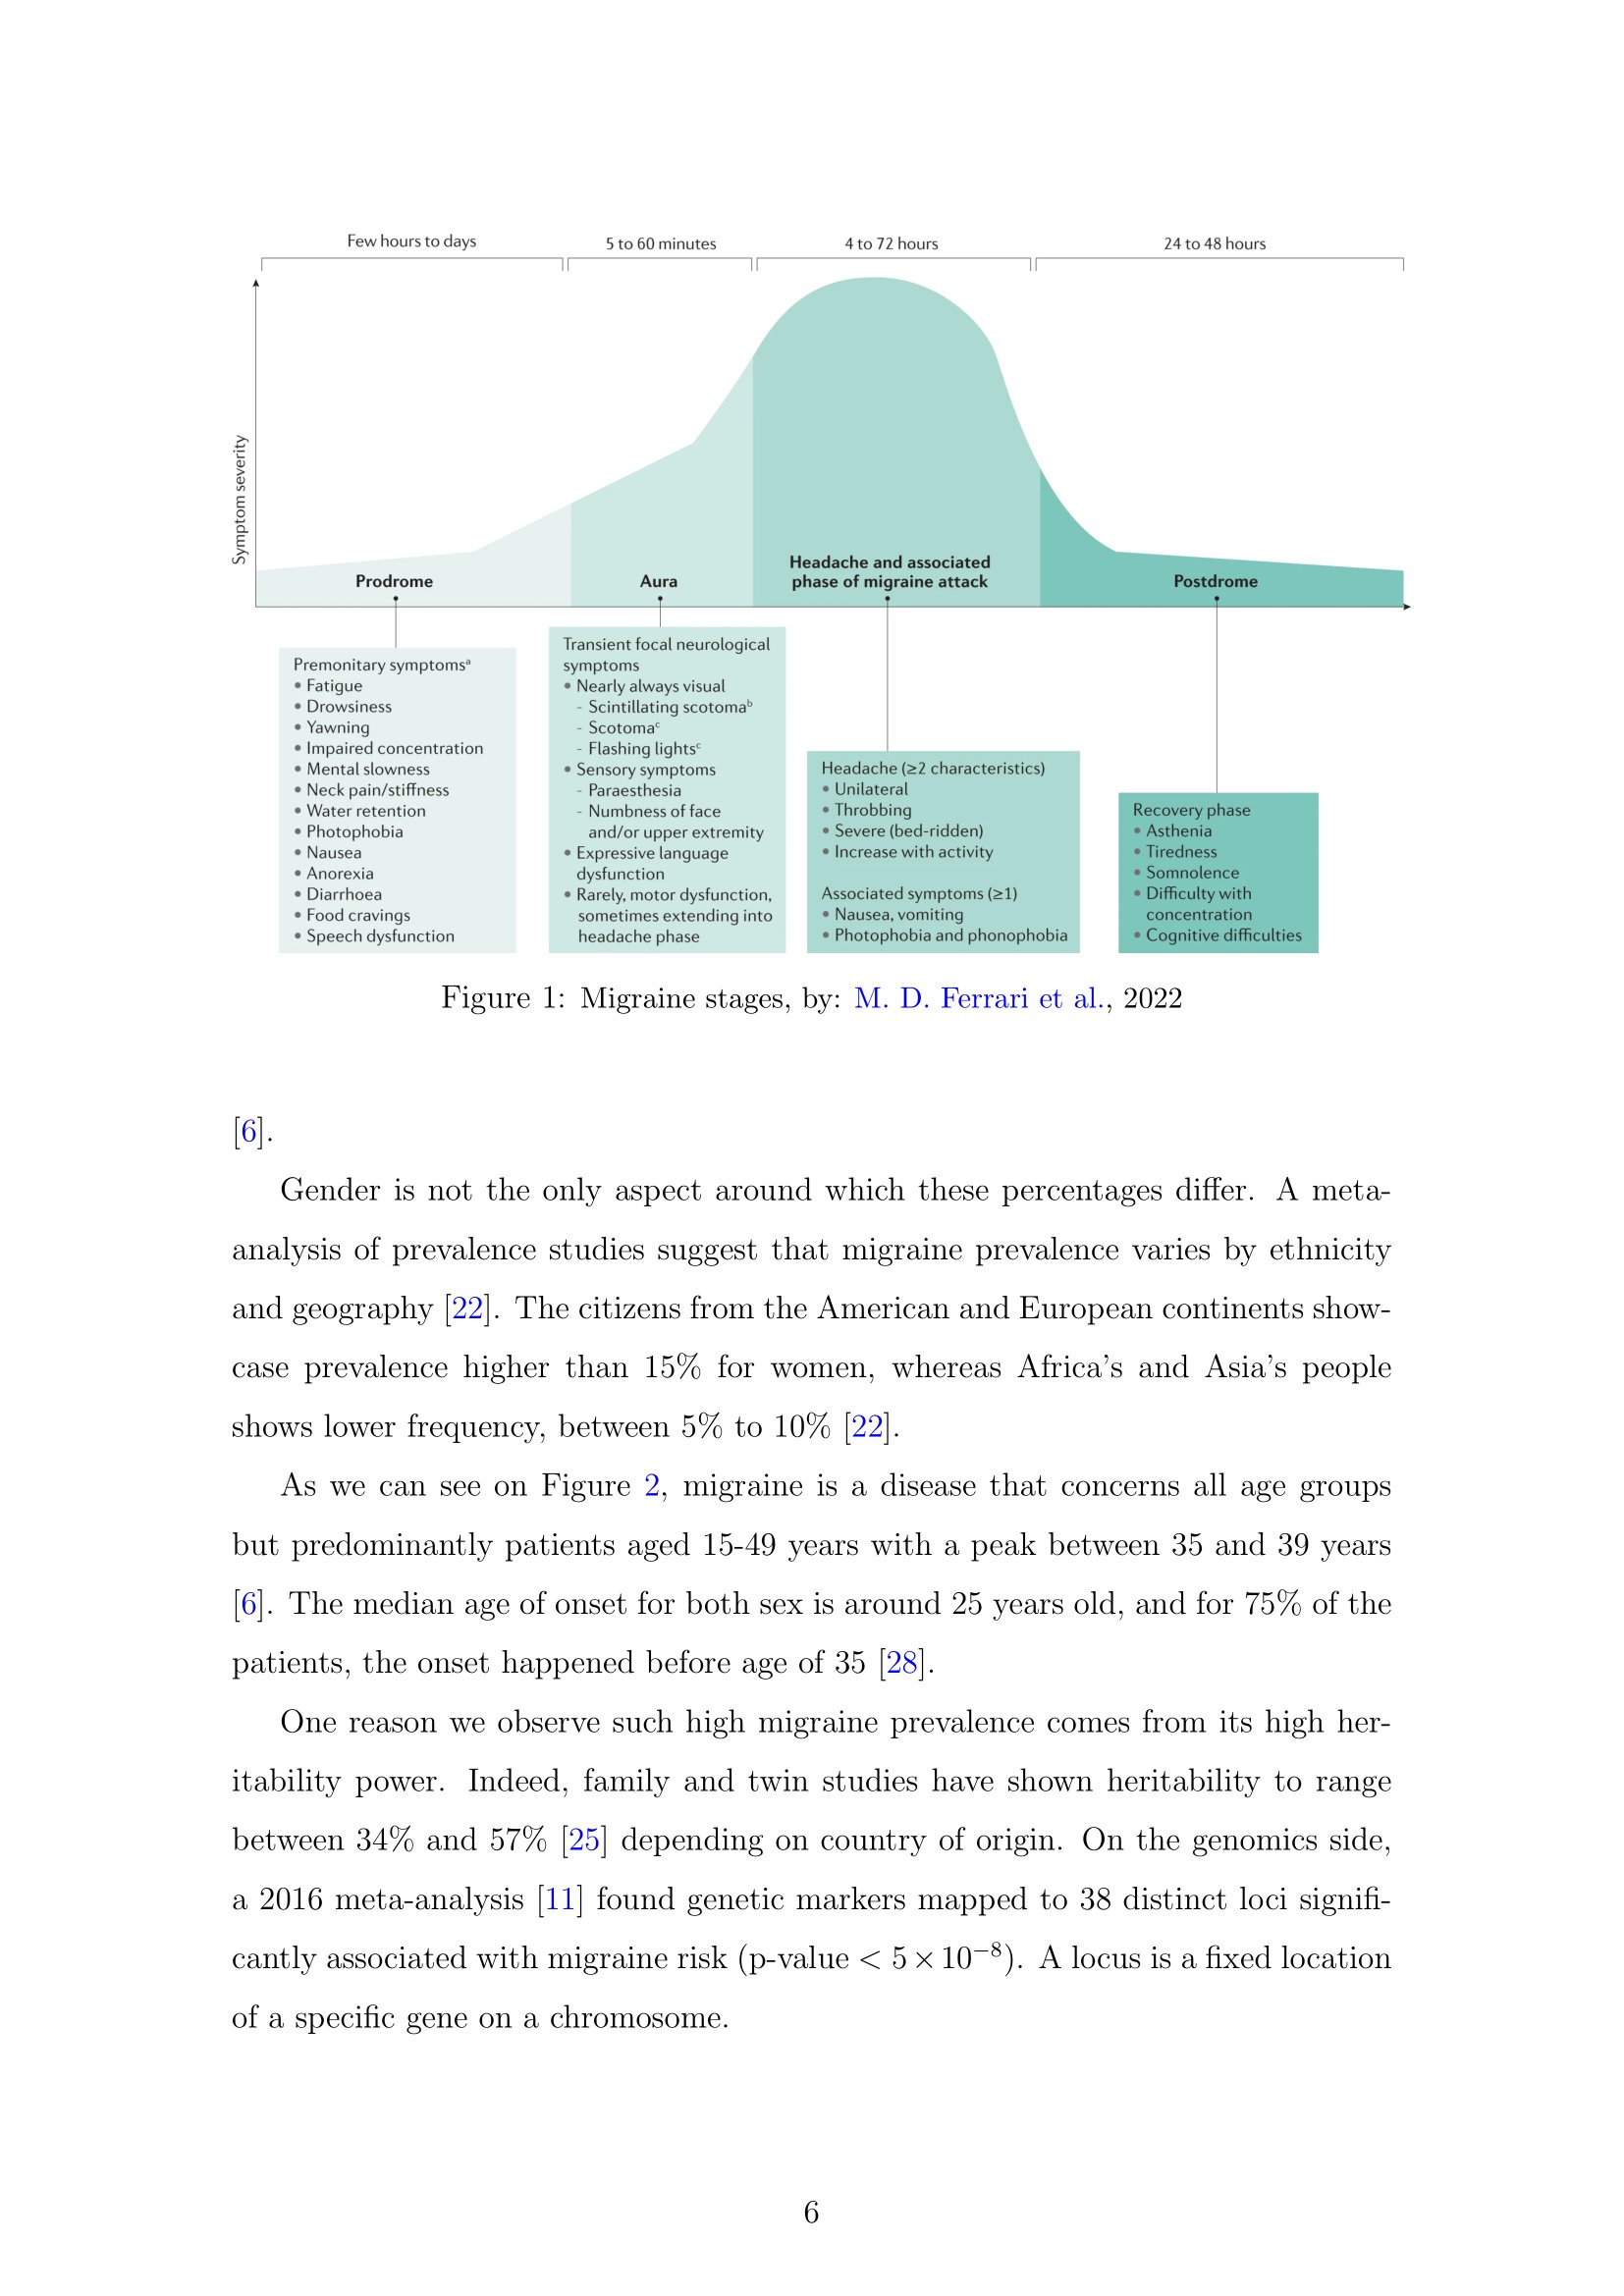 Few hours to days
5 to 60 minutes
4 to 72 hours
24 to 48 hours
Symptom severity
Prodrome
Aura
Headache and associated
phase of migraine attack
Postdrome
Premonitary symptomsᵃ
• Fatigue
• Drowsiness
• Yawning
• Impaired concentration
• Mental slowness
• Neck pain/stiffness
• Water retention
• Photophobia
• Nausea
• Anorexia
• Diarrhoea
• Food cravings
• Speech dysfunction
Transient focal neurological
symptoms
• Nearly always visual
- Scintillating scotomaᵇ
- Scotomaᶜ
- Flashing lightsᶜ
• Sensory symptoms
- Paraesthesia
- Numbness of face
and/or upper extremity
• Expressive language
dysfunction
• Rarely, motor dysfunction,
sometimes extending into
headache phase
Headache (≥2 characteristics)
• Unilateral
• Throbbing
• Severe (bed-ridden)
• Increase with activity
Associated symptoms (≥1)
• Nausea, vomiting
• Photophobia and phonophobia
Recovery phase
• Asthenia
• Tiredness
• Somnolence
• Difficulty with
concentration
• Cognitive difficulties
Figure 1: Migraine stages, by: M. D. Ferrari et al., 2022
[6].
Gender is not the only aspect around which these percentages differ. A meta-
analysis of prevalence studies suggest that migraine prevalence varies by ethnicity
and geography [22]. The citizens from the American and European continents show-
case prevalence higher than 15% for women, whereas Africa's and Asia's people
shows lower frequency, between 5% to 10% [22].
As we can see on Figure 2, migraine is a disease that concerns all age groups
but predominantly patients aged 15-49 years with a peak between 35 and 39 years
[6]. The median age of onset for both sex is around 25 years old, and for 75% of the
patients, the onset happened before age of 35 [28].
One reason we observe such high migraine prevalence comes from its high her-
itability power. Indeed, family and twin studies have shown heritability to range
between 34% and 57% [25] depending on country of origin. On the genomics side,
a 2016 meta-analysis [11] found genetic markers mapped to 38 distinct loci signifi-
cantly associated with migraine risk (p-value < 5 × 10⁻⁸). A locus is a fixed location
of a specific gene on a chromosome.
6